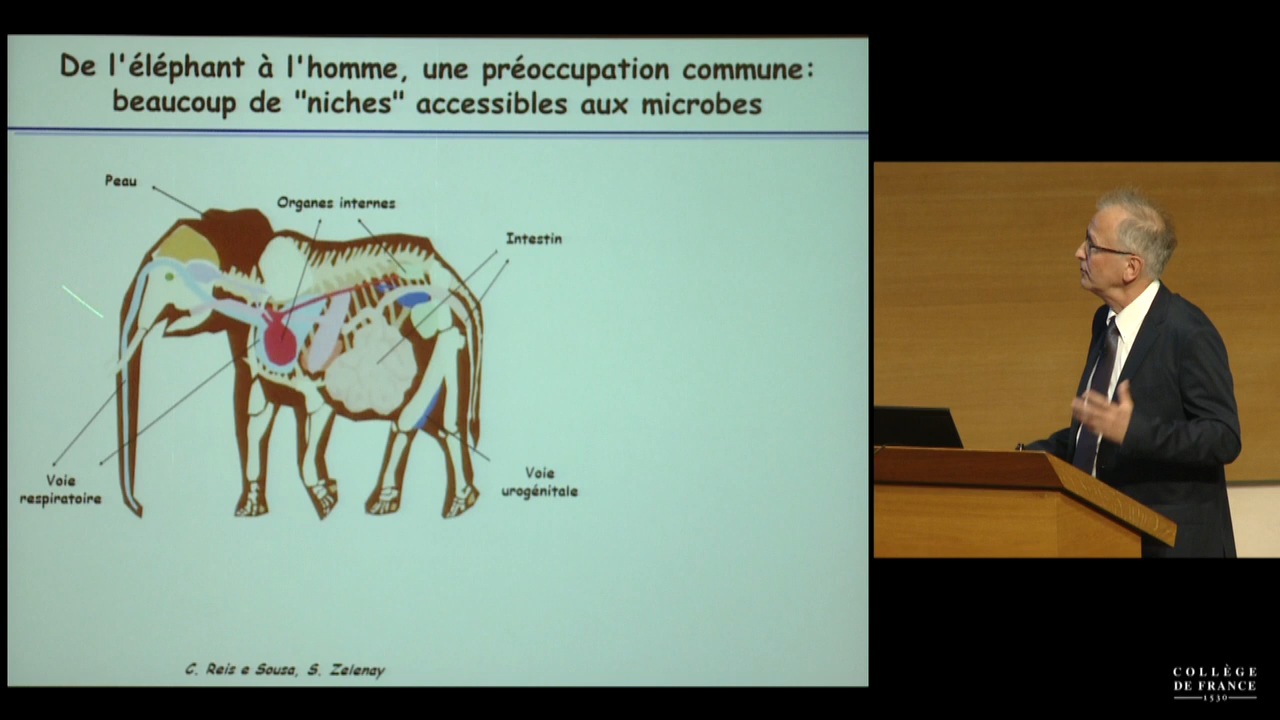 De l'éléphant à l'homme, une préoccupation commune:
beaucoup de "niches" accessibles aux microbes
Peau
Organes internes
Intestin
Voie
respiratoire
Voie
urogénitale
C. Reis e Sousa, S. Zelenay
COLLÈGE
DE FRANCE
1530